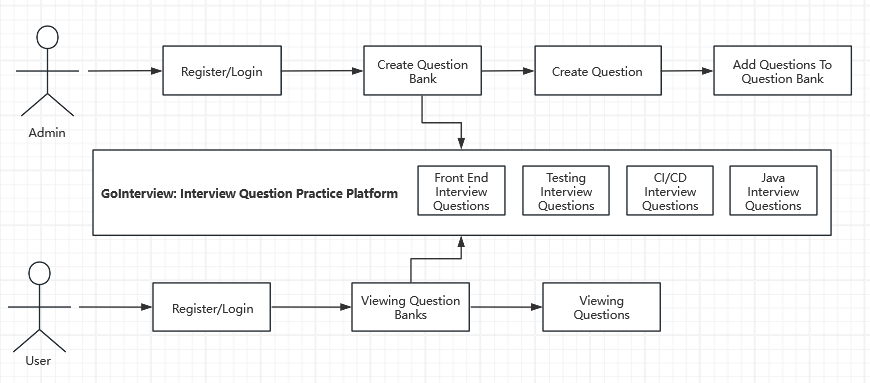 Admin
Register/Login
Create Question
Bank
Create Question
Add Questions To
Question Bank
GoInterview: Interview Question Practice Platform
Front End
Interview
Questions
Testing
Interview
Questions
CI/CD
Interview
Questions
Java
Interview
Questions
User
Register/Login
Viewing Question
Banks
Viewing
Questions